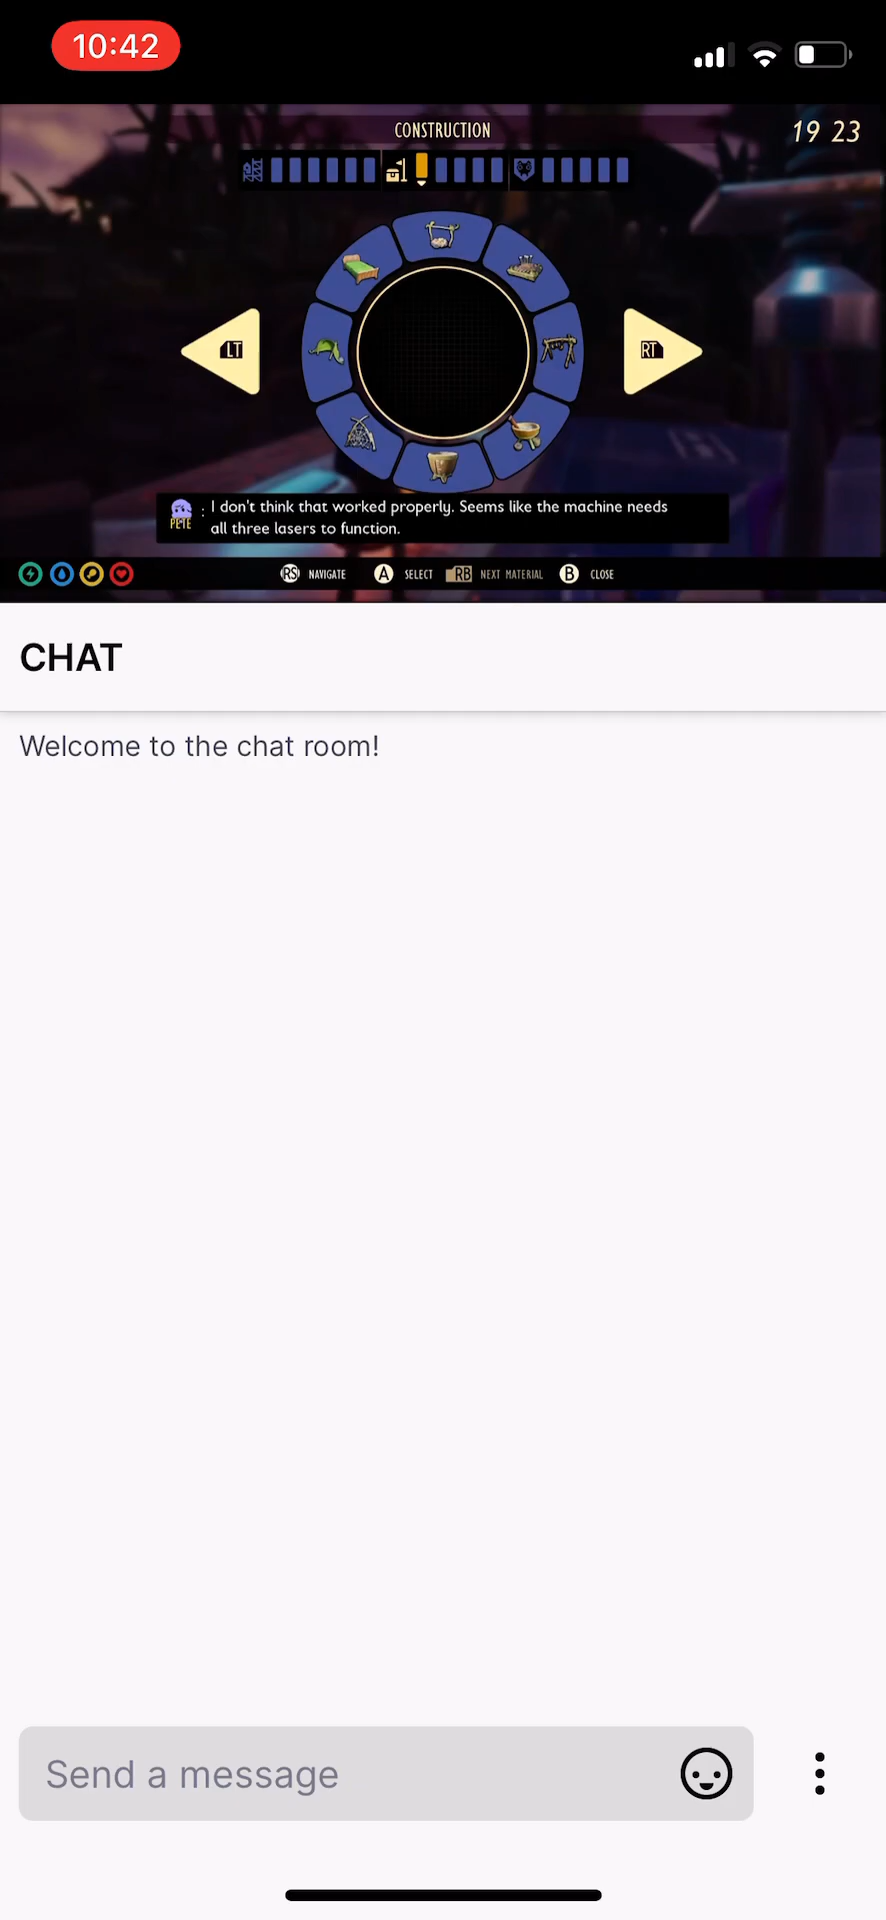 10:42
CONSTRUCTION
19 23
LT
RT
PETE : I don't think that worked properly. Seems like the machine needs
all three lasers to function.
RS NAVIGATE A SELECT RB NEXT MATERIAL B CLOSE
CHAT
Welcome to the chat room!
Send a message